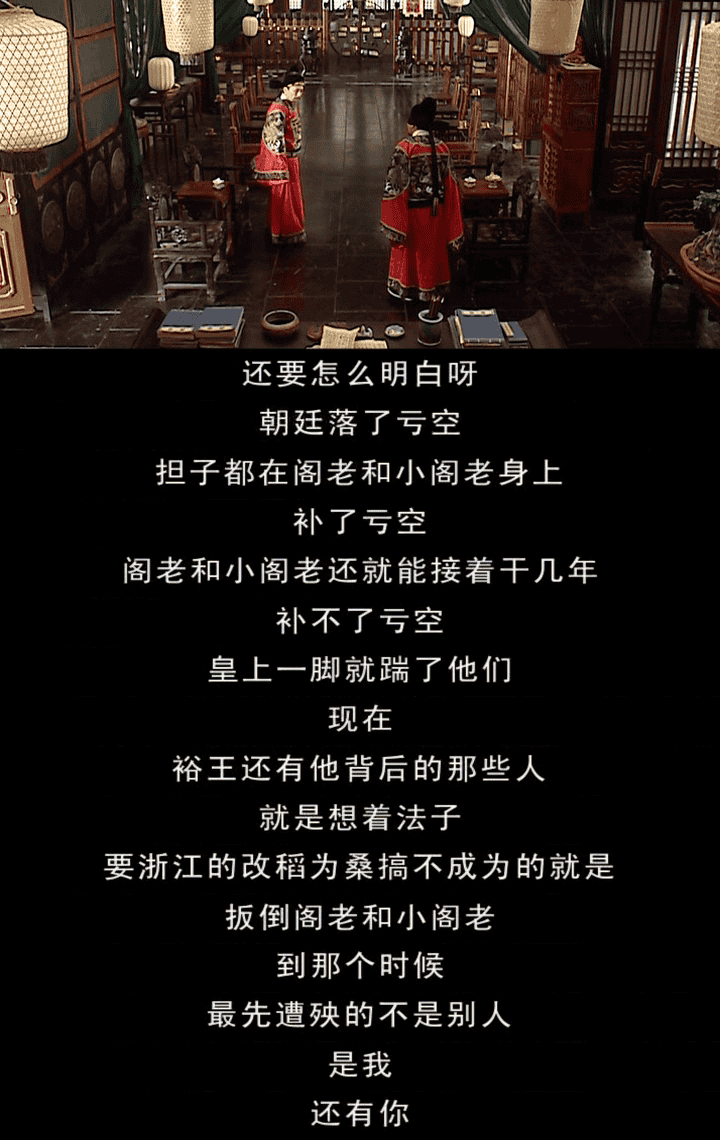 还要怎么明白呀
朝廷落了亏空
担子都在阁老和小阁老身上
补了亏空
阁老和小阁老还就能接着干几年
补不了亏空
皇上一脚就踹了他们
现在
裕王还有他背后的那些人
就是想着法子
要浙江的改稻为桑搞不成为的就是
扳倒阁老和小阁老
到那个时候
最先遭殃的不是别人
是我
还有你